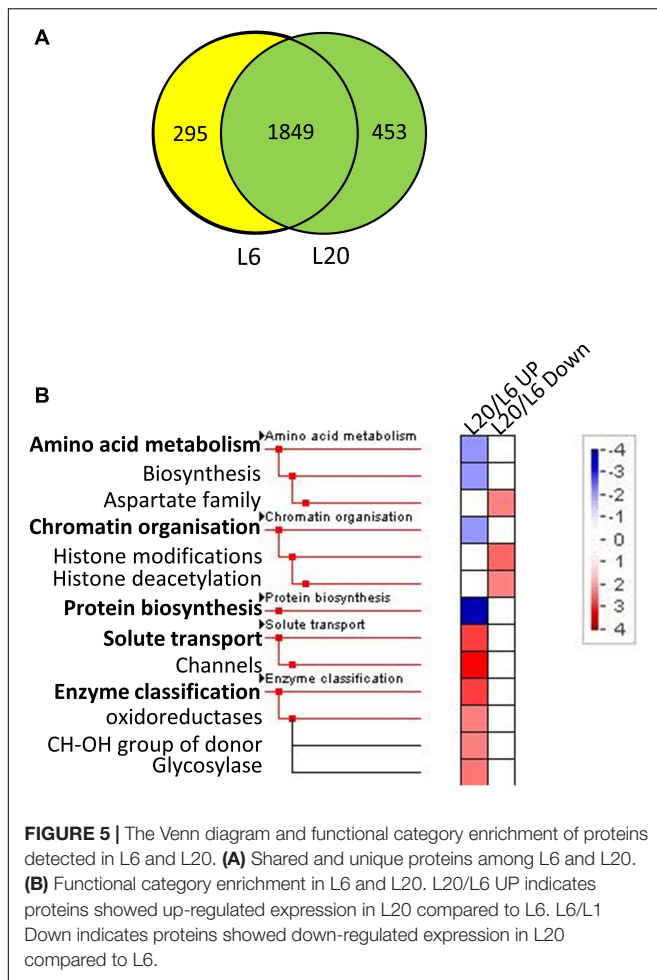 A
295 1849 453
L6 L20
B
L20/L6 UP
L20/L6 Down
Amino acid metabolism Amino acid metabolism
Biosynthesis
Aspartate family
Chromatin organisation Chromatin organisation
Histone modifications
Histone deacetylation
Protein biosynthesis Protein biosynthesis
Solute transport Solute transport
Channels
Enzyme classification Enzyme classification
oxidoreductases
CH-OH group of donor
Glycosylase
-4
-3
-2
-1
0
1
2
3
4
FIGURE 5 | The Venn diagram and functional category enrichment of proteins
detected in L6 and L20. (A) Shared and unique proteins among L6 and L20.
(B) Functional category enrichment in L6 and L20. L20/L6 UP indicates
proteins showed up-regulated expression in L20 compared to L6. L6/L1
Down indicates proteins showed down-regulated expression in L20
compared to L6.